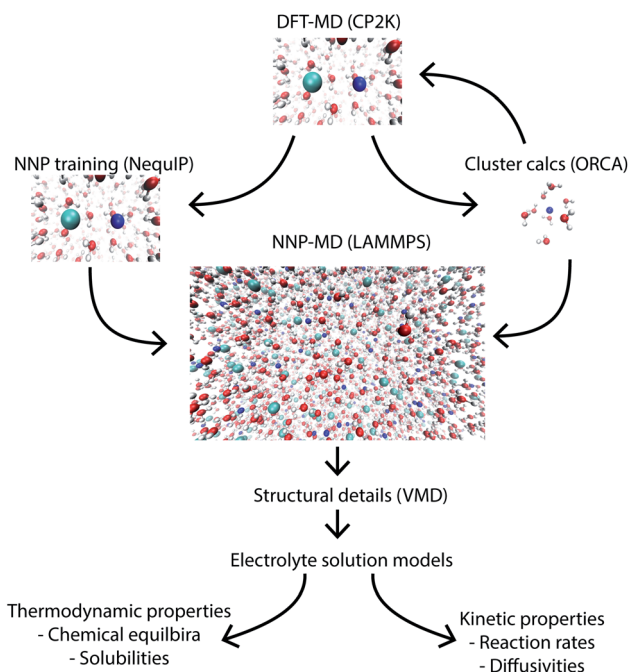 DFT-MD (CP2K)
NNP training (NequIP)
Cluster calcs (ORCA)
NNP-MD (LAMMPS)
Structural details (VMD)
Electrolyte solution models
Thermodynamic properties
- Chemical equilbira
- Solubilities
Kinetic properties
- Reaction rates
- Diffusivities